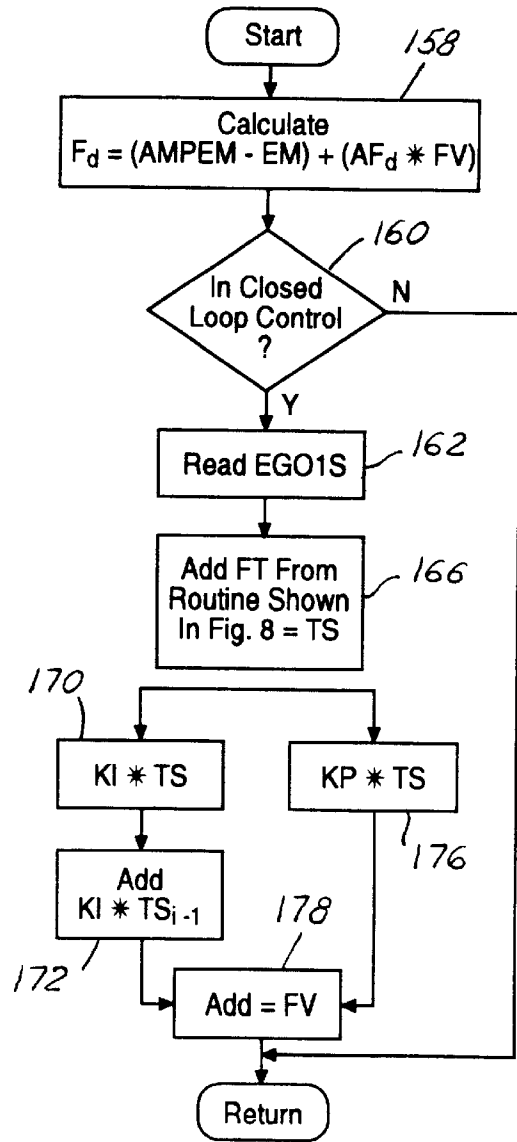 Start
158
Calculate
F_d = (AMPEM - EM) + (AF_d * FV)
160
In Closed
Loop Control
?
N
Y
Read EGO1S
162
Add FT From
Routine Shown
In Fig. 8 = TS
166
170
KI * TS
KP * TS
176
Add
KI * TS_{i-1}
172
178
Add = FV
Return